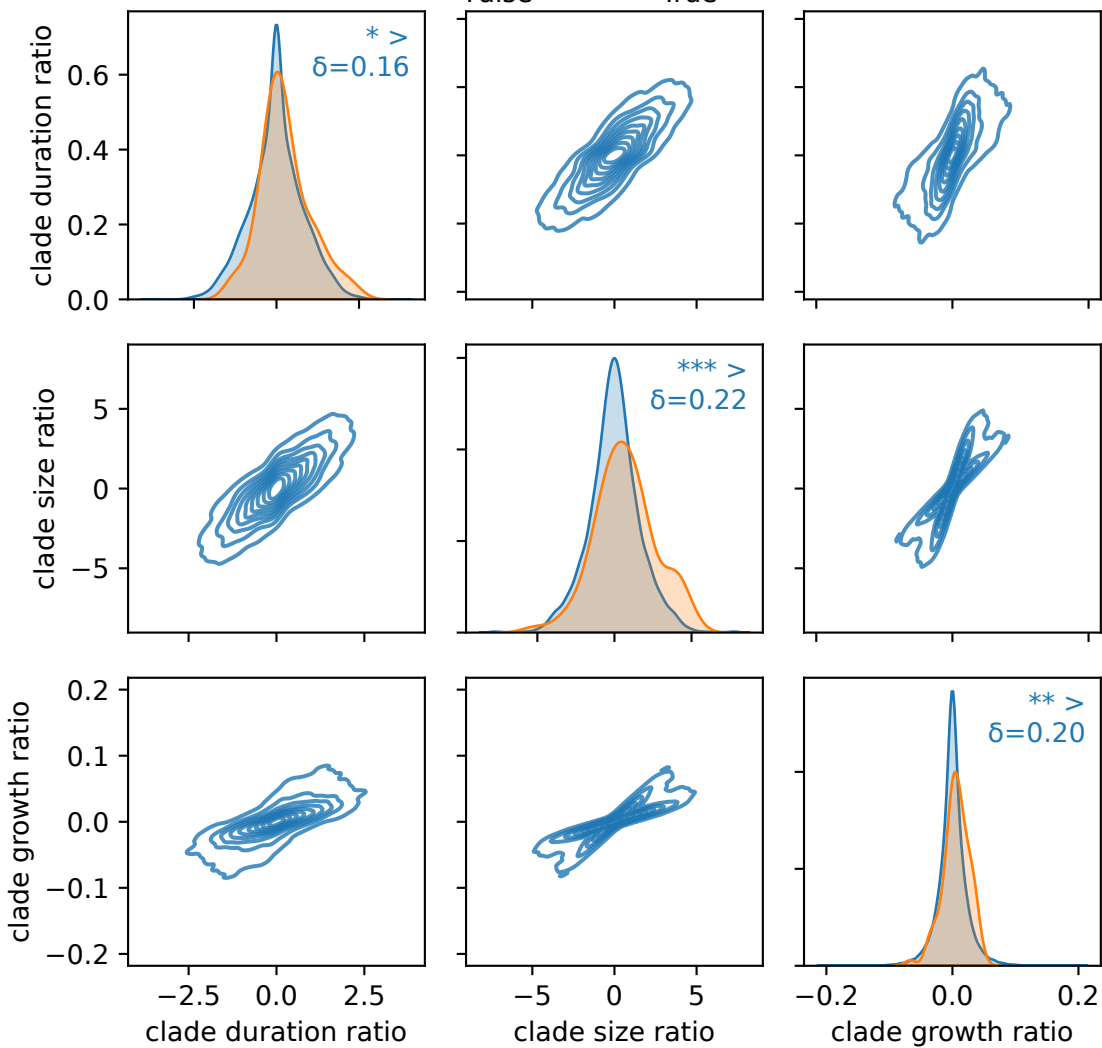 True
clade duration ratio
0.6
0.4
0.2
0.0
* >
δ=0.16
clade size ratio
5
0
−5
*** >
δ=0.22
clade growth ratio
0.2
0.1
0.0
−0.1
−0.2
** >
δ=0.20
−2.5 0.0 2.5
−5 0 5
−0.2 0.0 0.2
clade duration ratio
clade size ratio
clade growth ratio